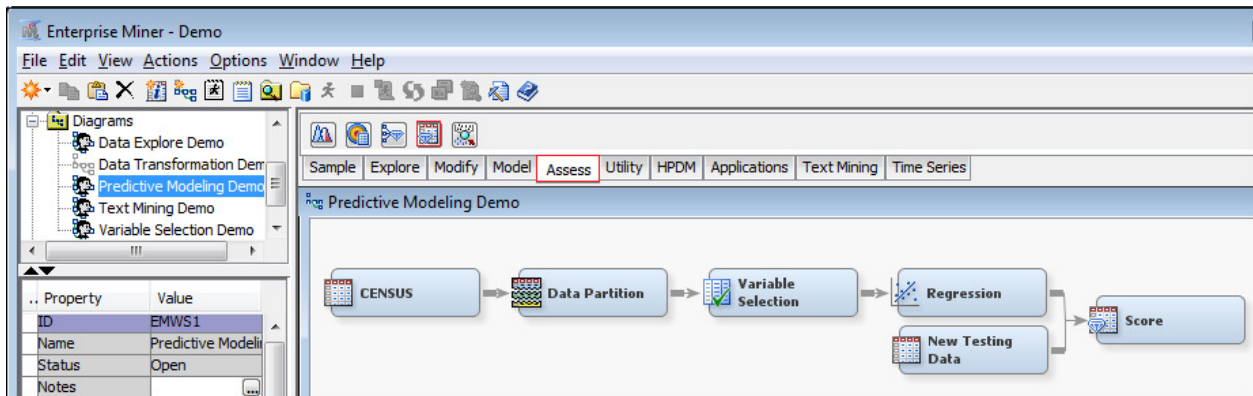 Enterprise Miner - Demo
File Edit View Actions Options Window Help
Diagrams
Data Explore Demo
Data Transformation Dem
Predictive Modeling Demo
Text Mining Demo
Variable Selection Demo
.. Property Value
ID EMWS1
Name Predictive Modelin
Status Open
Notes ...
Sample Explore Modify Model Assess Utility HPDM Applications Text Mining Time Series
Predictive Modeling Demo
CENSUS
Data Partition
Variable
Selection
Regression
New Testing
Data
Score